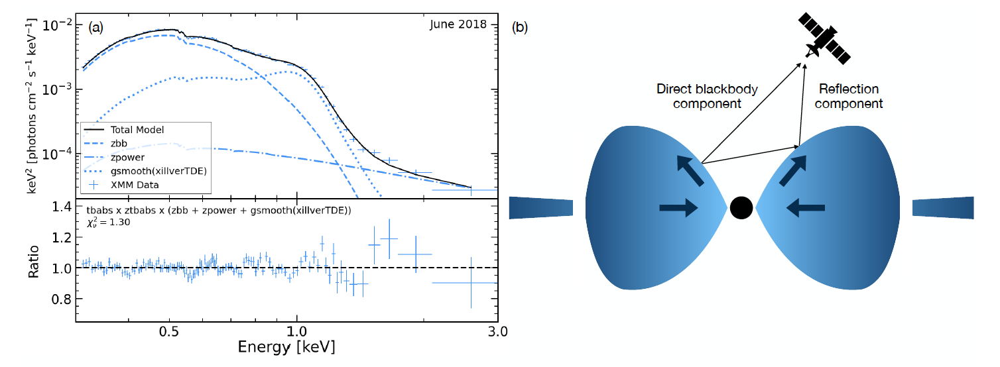 (a)
June 2018
keV² [photons cm⁻² s⁻¹ keV⁻¹]
10⁻²
10⁻³
10⁻⁴
Total Model
zbb
zpower
gsmooth(xillverTDE)
XMM Data
tbabs x ztbabs x (zbb + zpower + gsmooth(xillverTDE))
χ²ᵥ = 1.30
Ratio
1.4
1.2
1.0
0.8
0.5
1.0
3.0
Energy [keV]
(b)
Direct blackbody
component
Reflection
component